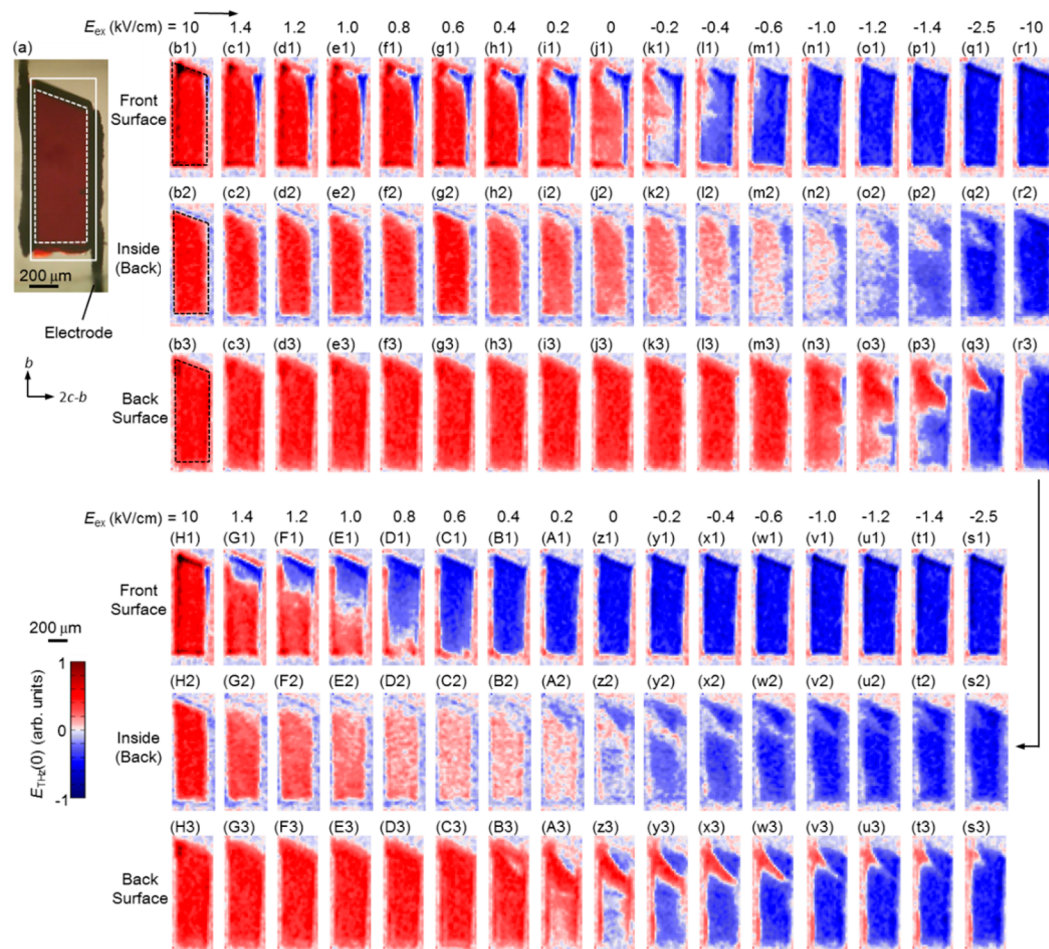 E_ex (kV/cm) = 10 1.4 1.2 1.0 0.8 0.6 0.4 0.2 0 -0.2 -0.4 -0.6 -1.0 -1.2 -1.4 -2.5 -10
(a)
(b1) (c1) (d1) (e1) (f1) (g1) (h1) (i1) (j1) (k1) (l1) (m1) (n1) (o1) (p1) (q1) (r1)
Front
Surface
(b2) (c2) (d2) (e2) (f2) (g2) (h2) (i2) (j2) (k2) (l2) (m2) (n2) (o2) (p2) (q2) (r2)
Inside
(Back)
200 μm
Electrode
(b3) (c3) (d3) (e3) (f3) (g3) (h3) (i3) (j3) (k3) (l3) (m3) (n3) (o3) (p3) (q3) (r3)
b
2c-b
Back
Surface
E_ex (kV/cm) = 10 1.4 1.2 1.0 0.8 0.6 0.4 0.2 0 -0.2 -0.4 -0.6 -1.0 -1.2 -1.4 -2.5
(H1) (G1) (F1) (E1) (D1) (C1) (B1) (A1) (z1) (y1) (x1) (w1) (v1) (u1) (t1) (s1)
Front
Surface
200 μm
(H2) (G2) (F2) (E2) (D2) (C2) (B2) (A2) (z2) (y2) (x2) (w2) (v2) (u2) (t2) (s2)
Inside
(Back)
1
0
-1
E_THz(0) (arb. units)
(H3) (G3) (F3) (E3) (D3) (C3) (B3) (A3) (z3) (y3) (x3) (w3) (v3) (u3) (t3) (s3)
Back
Surface